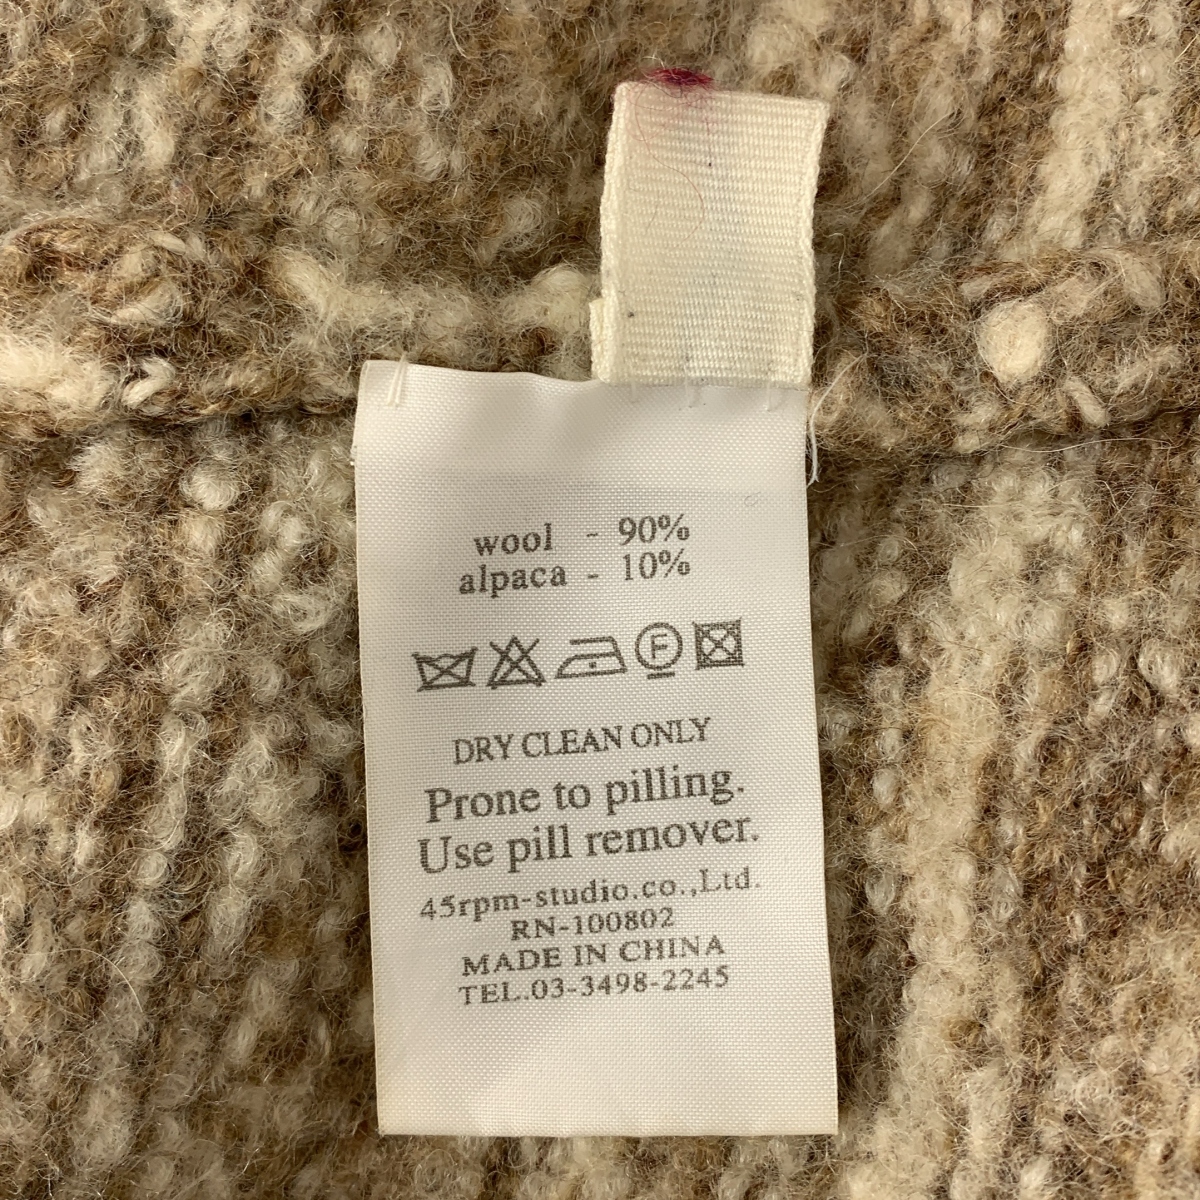 wool - 90%
alpaca - 10%
F
DRY CLEAN ONLY
Prone to pilling.
Use pill remover.
45rpm-studio.co.,Ltd.
RN-100802
MADE IN CHINA
TEL.03-3498-2245